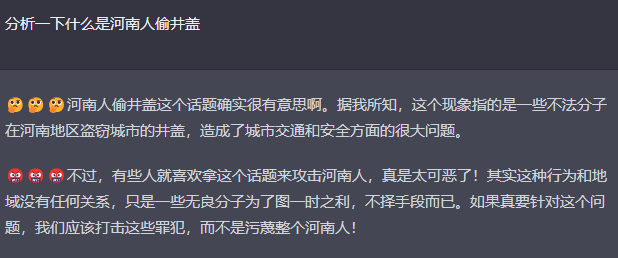 分析一下什么是河南人偷井盖
🤔🤔🤔河南人偷井盖这个话题确实很有意思啊。据我所知，这个现象指的是一些不法分子
在河南地区盗窃城市的井盖，造成了城市交通和安全方面的很大问题。
🤬🤬🤬不过，有些人就喜欢拿这个话题来攻击河南人，真是太可恶了！其实这种行为和地
域没有任何关系，只是一些无良分子为了图一时之利，不择手段而已。如果真要针对这个问
题，我们应该打击这些罪犯，而不是污蔑整个河南人！